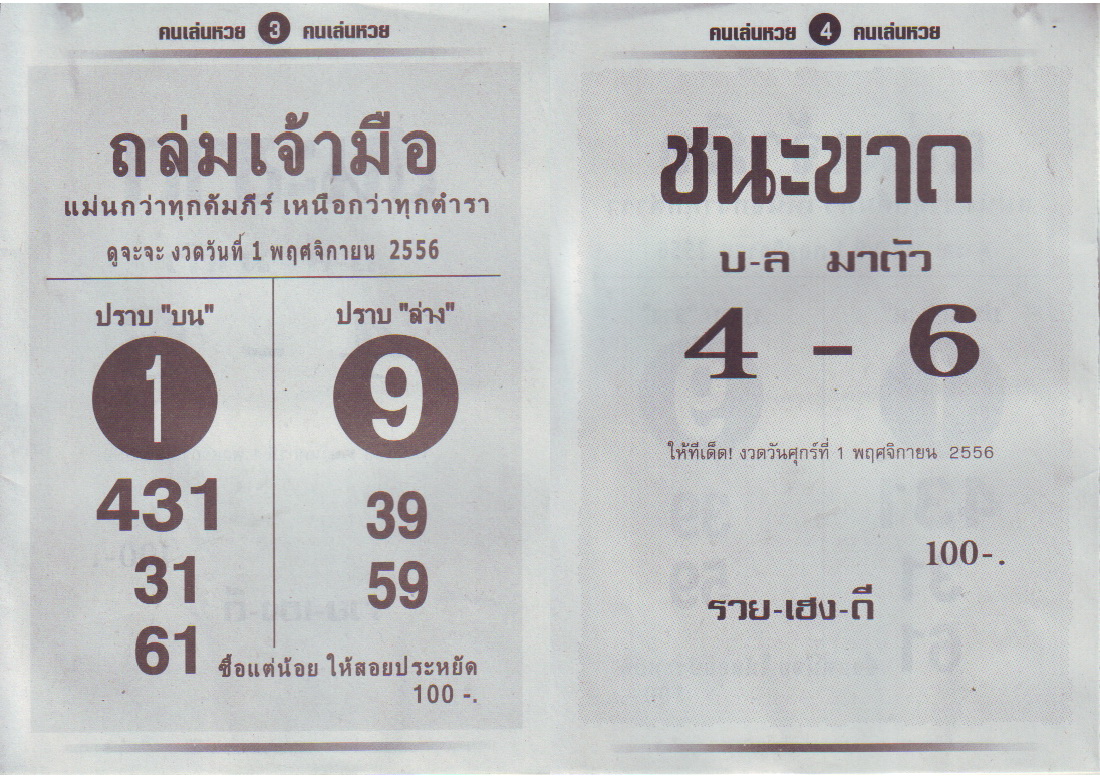 คนเล่นหวย 3 คนเล่นหวย
ถล่มเจ้ามือ
แม่นกว่าทุกคัมภีร์ เหนือกว่าทุกตำรา
ดูจะจะ งวดวันที่ 1 พฤศจิกายน 2556
ปราบ "บน"
1
431
31
61
ปราบ "ล่าง"
9
39
59
ซื้อแต่น้อย ให้สอยประหยัด
100 -.
คนเล่นหวย 4 คนเล่นหวย
ชนะขาด
บ-ล มาตัว
4 - 6
ให้ทีเด็ด! งวดวันศุกร์ที่ 1 พฤศจิกายน 2556
100-.
รวย-เฮง-ดี